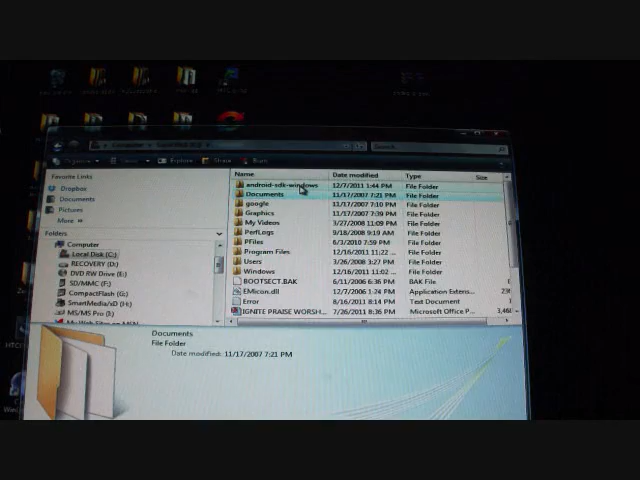 Computer
Search
Organize
Views
Explore
Share
Burn
Favorite Links
Dropbox
Documents
Pictures
More
Folders
Computer
Local Disk (C:)
RECOVERY (D:)
DVD RW Drive (E:)
SD/MMC (F:)
CompactFlash (G:)
SmartMedia/xD (H:)
MS/MS Pro (I:)
My Web Sites on MSN
Name Date modified Type Size
android-sdk-windows 12/7/2011 1:44 PM File Folder
Documents 11/17/2007 7:21 PM File Folder
google 11/17/2007 7:10 PM File Folder
Graphics 11/17/2007 7:39 PM File Folder
My Videos 3/27/2008 11:09 PM File Folder
PerfLogs 9/18/2008 9:19 AM File Folder
PFiles 6/3/2010 7:59 PM File Folder
Program Files 12/16/2011 11:22 ... File Folder
Users 3/26/2008 3:27 PM File Folder
Windows 12/16/2011 11:02 ... File Folder
BOOTSECT.BAK 6/11/2006 6:36 PM BAK File
EMicon.dll 12/5/2006 1:24 PM Application Extens...
Error 8/16/2011 8:14 PM Text Document
IGNITE PRAISE WORSH... 7/26/2011 8:36 PM Microsoft Office P...
Documents
File Folder
Date modified: 11/17/2007 7:21 PM